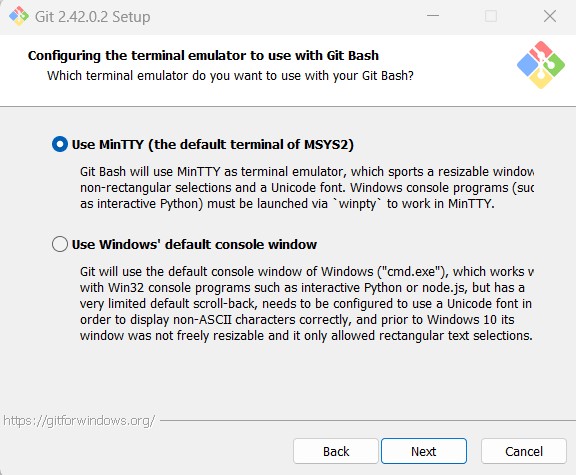 Git 2.42.0.2 Setup
Configuring the terminal emulator to use with Git Bash
Which terminal emulator do you want to use with your Git Bash?
Use MinTTY (the default terminal of MSYS2)
Git Bash will use MinTTY as terminal emulator, which sports a resizable window
non-rectangular selections and a Unicode font. Windows console programs (suc
as interactive Python) must be launched via `winpty` to work in MinTTY.
Use Windows' default console window
Git will use the default console window of Windows ("cmd.exe"), which works w
with Win32 console programs such as interactive Python or node.js, but has a
very limited default scroll-back, needs to be configured to use a Unicode font in
order to display non-ASCII characters correctly, and prior to Windows 10 its
window was not freely resizable and it only allowed rectangular text selections.
https://gitforwindows.org/
Back
Next
Cancel